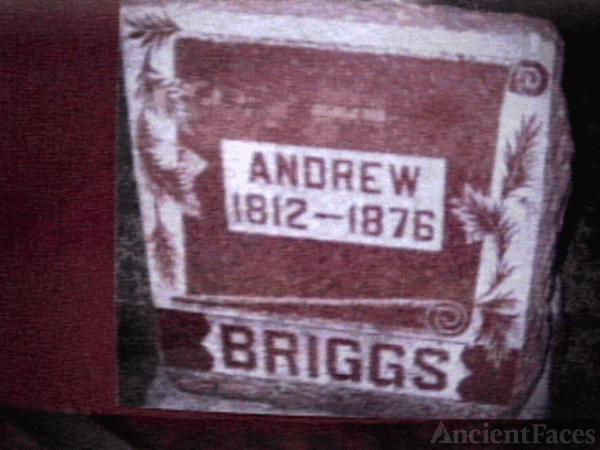 ANDREW
1812—1876
BRIGGS
AncientFaces